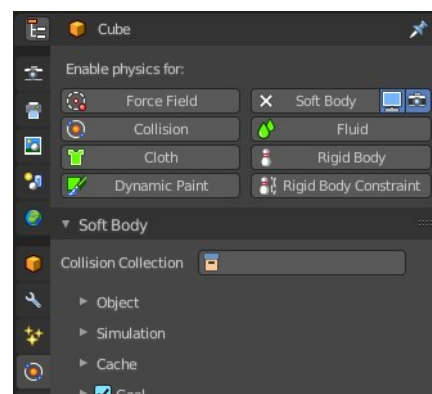 Cube
Enable physics for:
Force Field
Soft Body
Collision
Fluid
Cloth
Rigid Body
Dynamic Paint
Rigid Body Constraint
Soft Body
Collision Collection
Object
Simulation
Cache
Goal